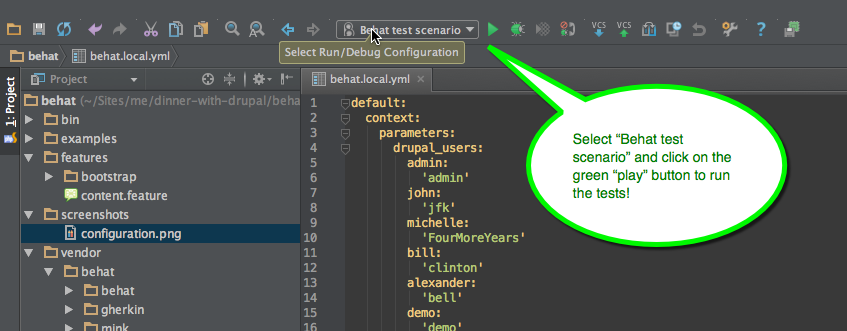 Behat test scenario
VCS
VCS
Select Run/Debug Configuration
behat
behat.local.yml
1: Project
Project
behat (~/Sites/me/dinner-with-drupal/beha
bin
examples
features
bootstrap
content.feature
screenshots
configuration.png
vendor
behat
behat
gherkin
mink
behat.local.yml
1 default:
2 context:
3 parameters:
4 drupal_users:
5 admin:
6 'admin'
7 john:
8 'jfk'
9 michelle:
10 'FourMoreYears'
11 bill:
12 'clinton'
13 alexander:
14 'bell'
15 demo:
16 'demo'
Select “Behat test
scenario” and click on the
green “play” button to run
the tests!